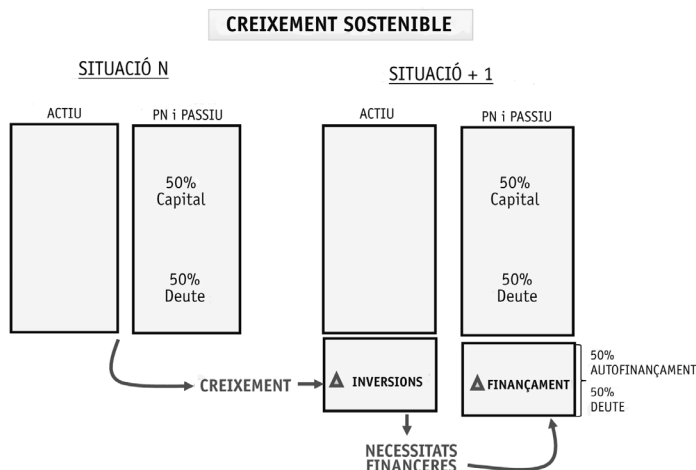 CREIXEMENT SOSTENIBLE
SITUACIÓ N
SITUACIÓ + 1
ACTIU
PN i PASSIU
ACTIU
PN i PASSIU
50%
Capital
50%
Deute
50%
Capital
50%
Deute
CREIXEMENT
INVERSIONS
FINANÇAMENT
50%
AUTOFINANÇAMENT
50%
DEUTE
NECESSITATS
FINANCERES